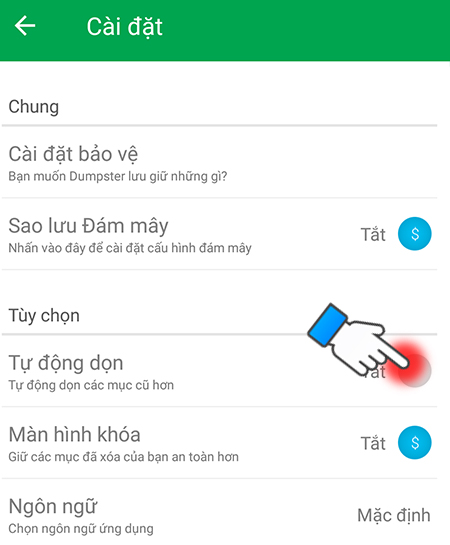 Cài đặt
Chung
Cài đặt bảo vệ
Bạn muốn Dumpster lưu giữ những gì?
Sao lưu Đám mây
Tắt
$
Nhấn vào đây để cài đặt cấu hình đám mây
Tùy chọn
Tự động dọn
Tắt
Tự động dọn các mục cũ hơn
Màn hình khóa
Tắt
$
Giữ các mục đã xóa của bạn an toàn hơn
Ngôn ngữ
Mặc định
Chọn ngôn ngữ ứng dụng